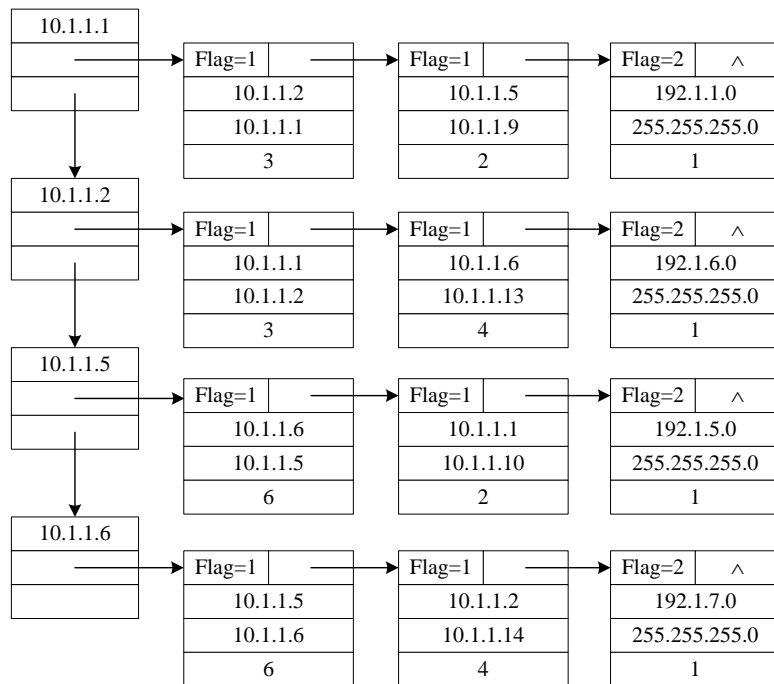 10.1.1.1
Flag=1 Flag=1 Flag=2 ∧
10.1.1.2 10.1.1.5 192.1.1.0
10.1.1.1 10.1.1.9 255.255.255.0
3 2 1
10.1.1.2
Flag=1 Flag=1 Flag=2 ∧
10.1.1.1 10.1.1.6 192.1.6.0
10.1.1.2 10.1.1.13 255.255.255.0
3 4 1
10.1.1.5
Flag=1 Flag=1 Flag=2 ∧
10.1.1.6 10.1.1.1 192.1.5.0
10.1.1.5 10.1.1.10 255.255.255.0
6 2 1
10.1.1.6
Flag=1 Flag=1 Flag=2 ∧
10.1.1.5 10.1.1.2 192.1.7.0
10.1.1.6 10.1.1.14 255.255.255.0
6 4 1